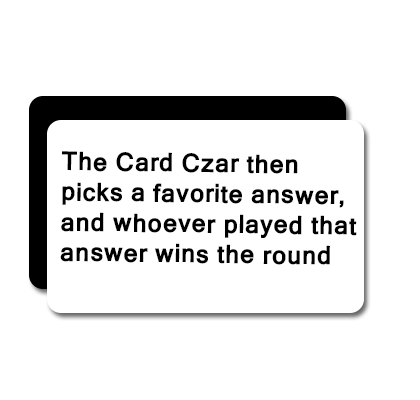 The Card Czar then
picks a favorite answer,
and whoever played that
answer wins the round